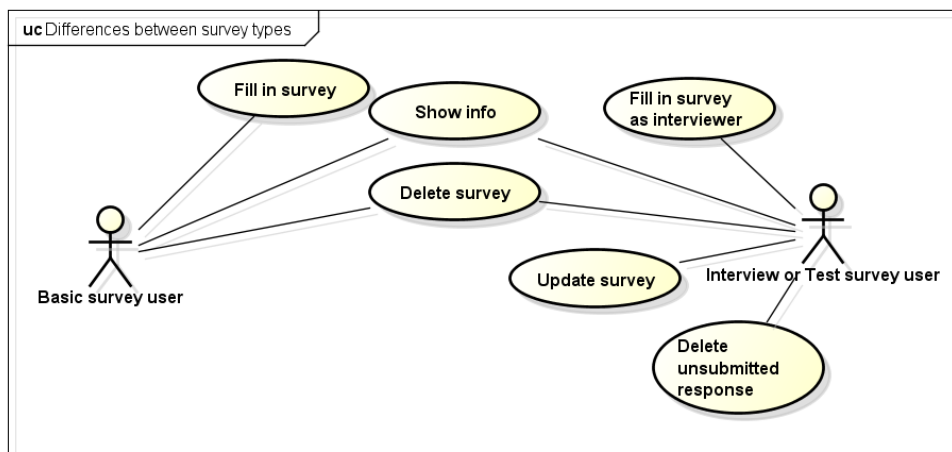 uc Differences between survey types
Fill in survey
Show info
Fill in survey
as interviewer
Delete survey
Update survey
Basic survey user
Interview or Test survey user
Delete
unsubmitted
response